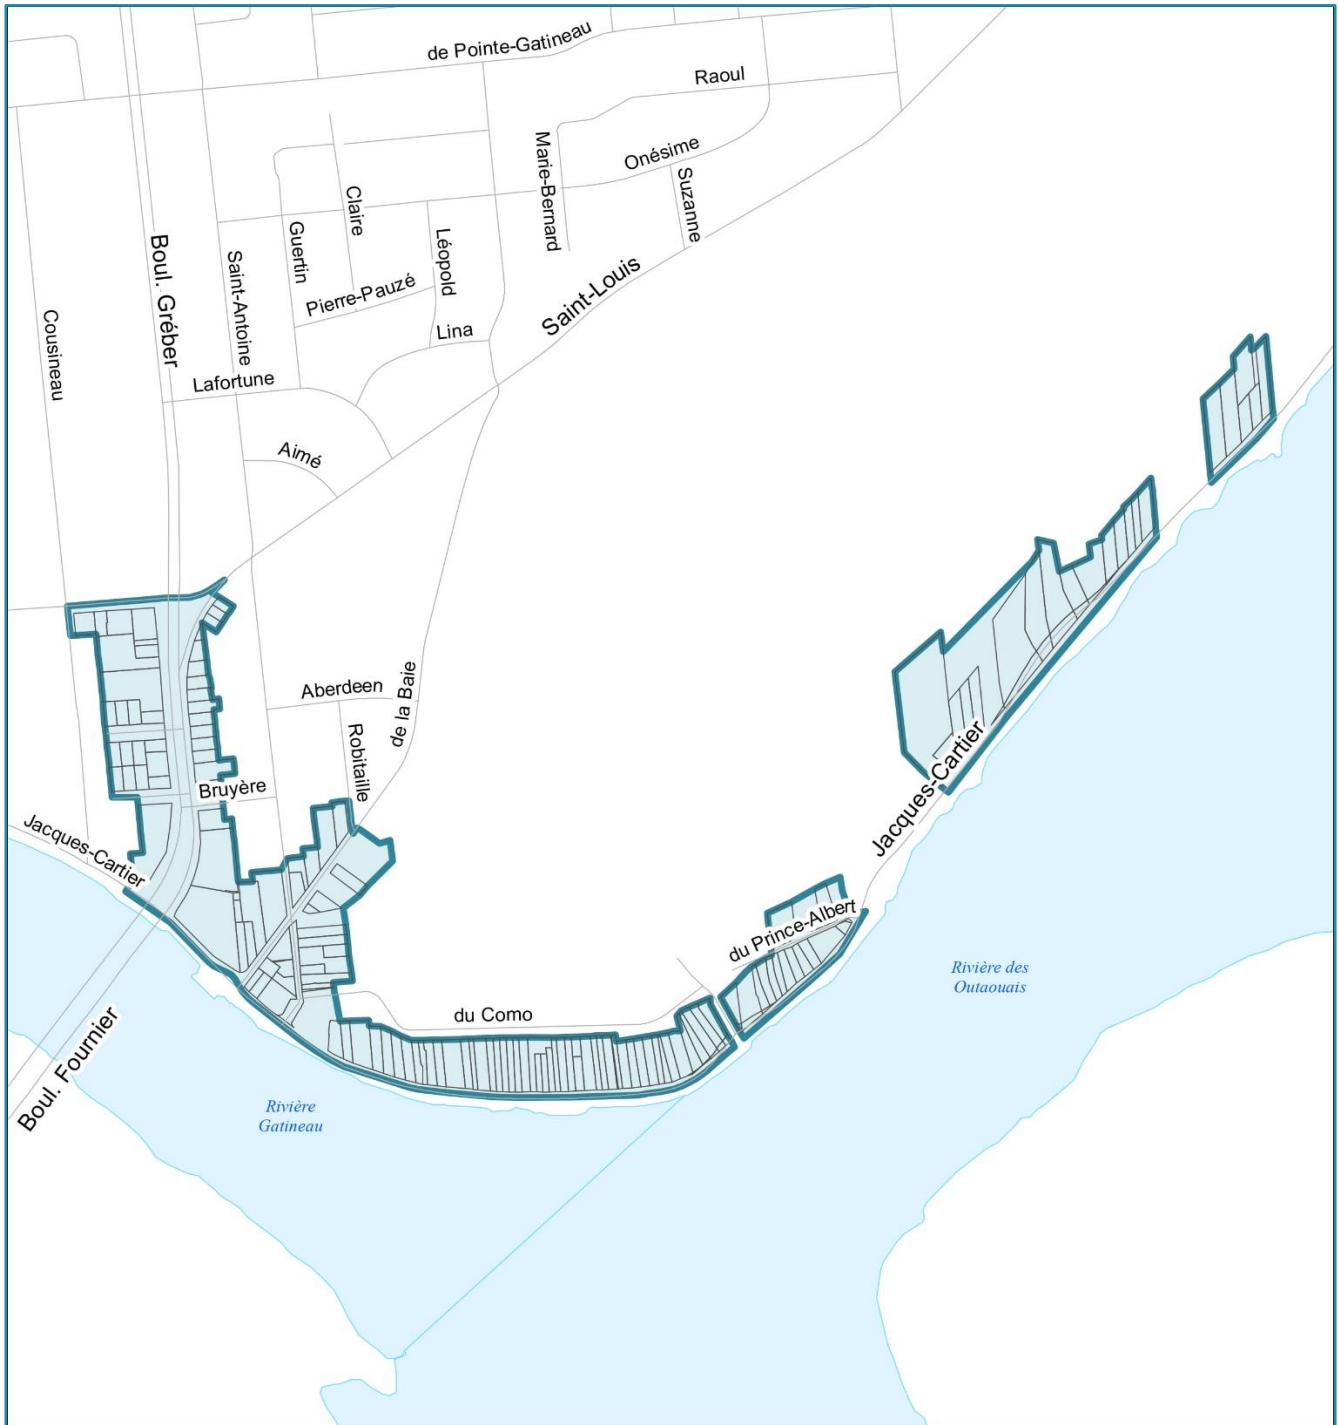 de Pointe-Gatineau
Raoul
Onésime
Marie-Bernard
Suzanne
Claire
Guertin
Léopold
Boul. Gréber
Saint-Antoine
Pierre-Pauzé
Saint-Louis
Cousineau
Lina
Lafortune
Aimé
Aberdeen
de la Baie
Robitaille
Bruyère
Jacques-Cartier
Jacques-Cartier
du Prince-Albert
Rivière des
Outaouais
du Como
Boul. Fournier
Rivière
Gatineau